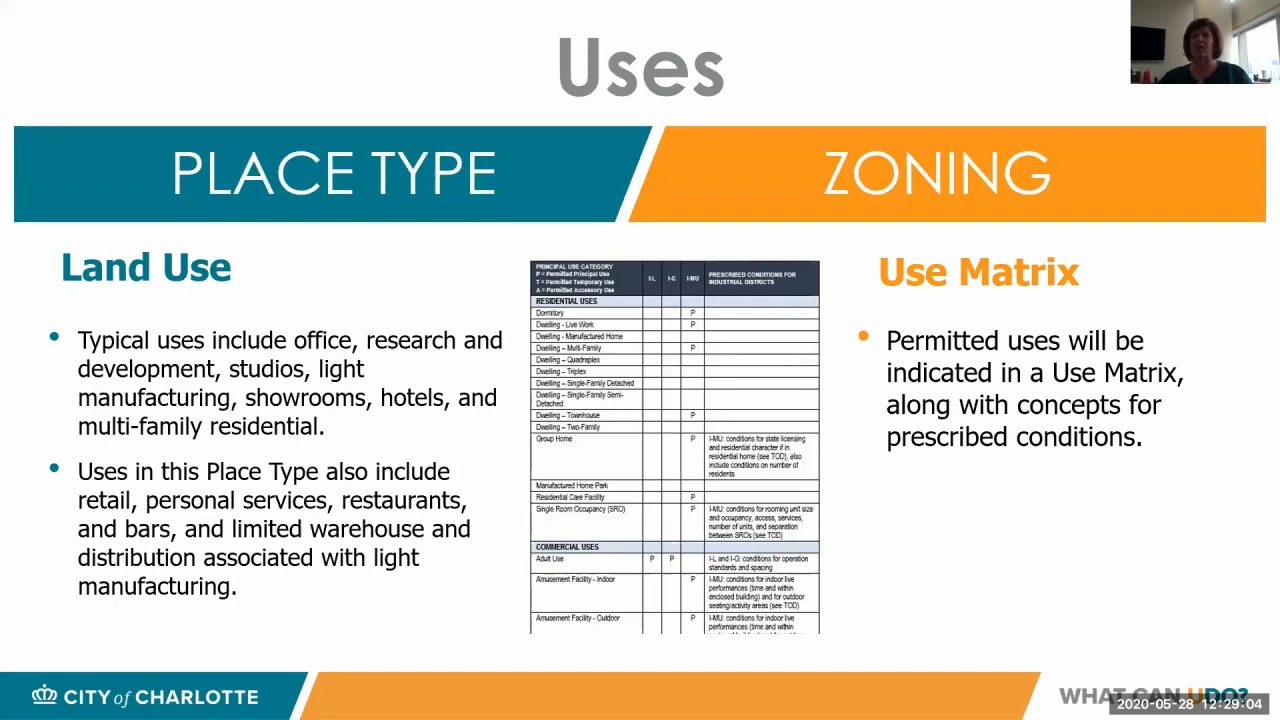 Uses
PLACE TYPE
ZONING
Land Use
• Typical uses include office, research and
development, studios, light
manufacturing, showrooms, hotels, and
multi-family residential.
• Uses in this Place Type also include
retail, personal services, restaurants,
and bars, and limited warehouse and
distribution associated with light
manufacturing.
PRINCIPAL USE CATEGORY
P = Permitted Principal Use
T = Permitted Temporary Use
A = Permitted Accessory Use
I-L I-G I-MU PRESCRIBED CONDITIONS FOR
INDUSTRIAL DISTRICTS
RESIDENTIAL USES
Dormitory P
Dwelling - Live Work P
Dwelling - Manufactured Home
Dwelling – Multi-Family P
Dwelling – Quadraplex
Dwelling – Triplex
Dwelling – Single-Family Detached
Dwelling – Single-Family Semi-
Detached
Dwelling – Townhouse P
Dwelling – Two-Family
Group Home P I-MU: conditions for state licensing
and residential character if in
residential home (see TOD); also
include conditions on number of
residents
Manufactured Home Park
Residential Care Facility P
Single Room Occupancy (SRO) P I-MU: conditions for rooming unit size
and occupancy, access, services,
number of units, and separation
between SROs (see TOD)
COMMERCIAL USES
Adult Use P P I-L and I-G: conditions for operation
standards and spacing
Amusement Facility - Indoor P I-MU: conditions for indoor live
performances (time and within
enclosed building) and for outdoor
seating/activity areas (see TOD)
Amusement Facility - Outdoor P I-MU: conditions for indoor live
performances (time and within
Use Matrix
• Permitted uses will be
indicated in a Use Matrix,
along with concepts for
prescribed conditions.
CITY of CHARLOTTE
WHAT CAN UDO?
2020-05-28 12:29:04